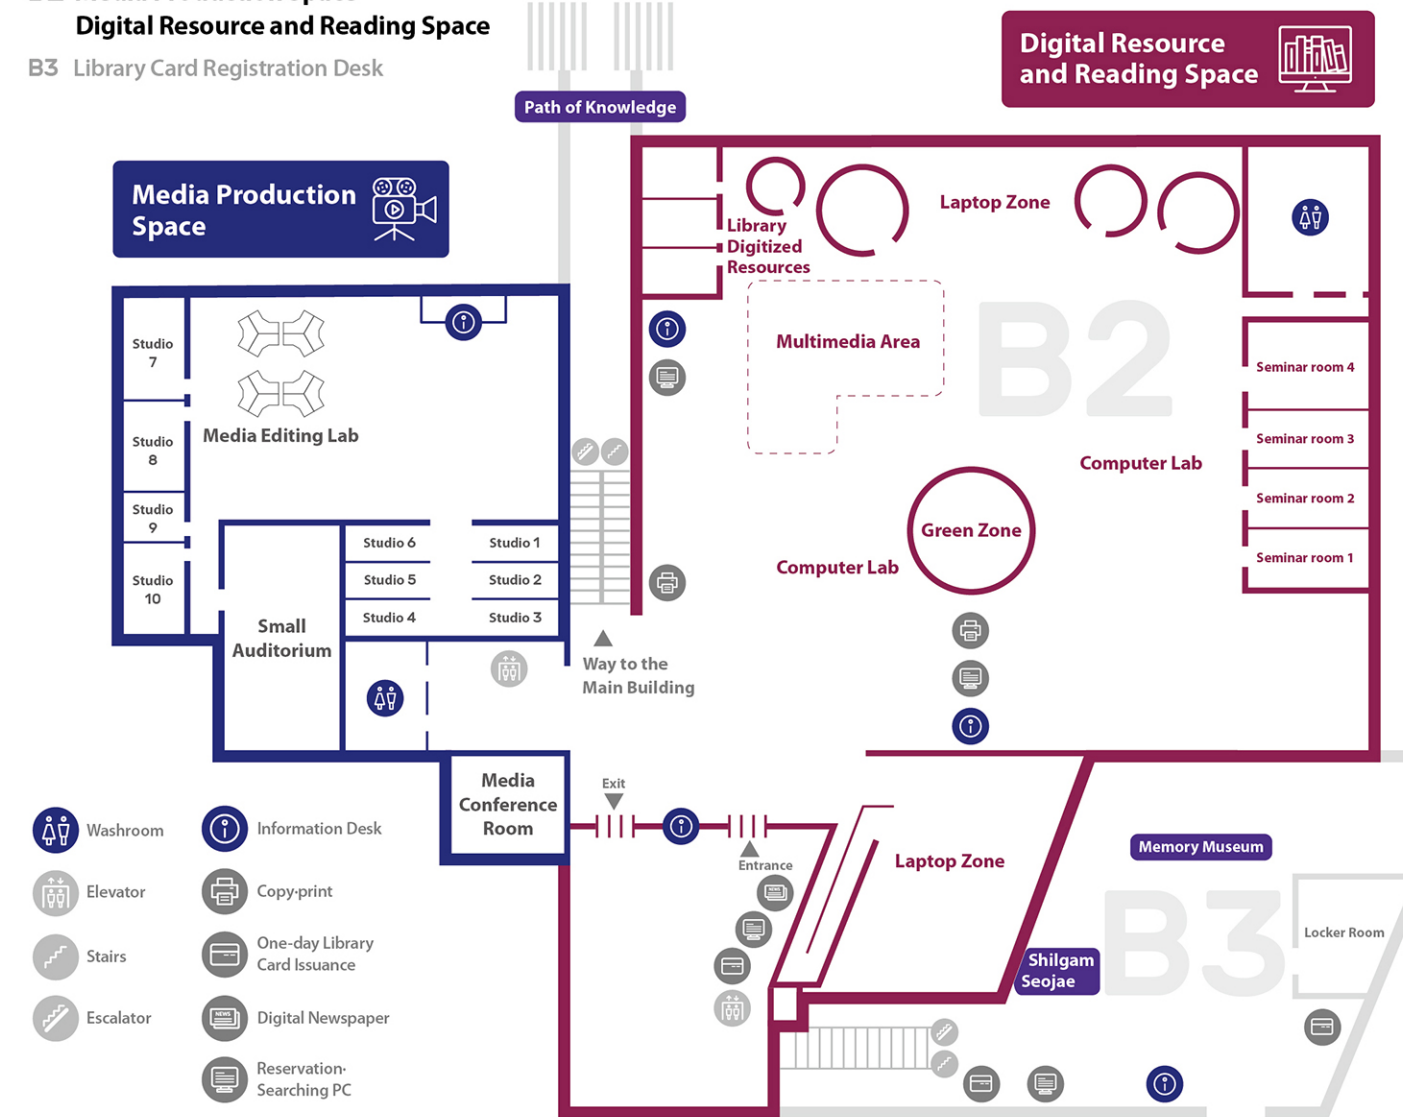 Digital Resource and Reading Space
B3 Library Card Registration Desk
Path of Knowledge
Digital Resource
and Reading Space
Media Production
Space
Library
Digitized
Resources
Laptop Zone
Multimedia Area
B2
Seminar room 4
Seminar room 3
Seminar room 2
Seminar room 1
Computer Lab
Green Zone
Computer Lab
Studio
7
Studio
8
Studio
9
Studio
10
Media Editing Lab
Studio 6
Studio 1
Studio 5
Studio 2
Studio 4
Studio 3
Small
Auditorium
Way to the
Main Building
Media
Conference
Room
Exit
Entrance
NEWS
Laptop Zone
Memory Museum
B3
Locker Room
Shilgam
Seojae
Washroom
Information Desk
Elevator
Copy·print
Stairs
One-day Library
Card Issuance
Escalator
NEWS
Digital Newspaper
Reservation·
Searching PC